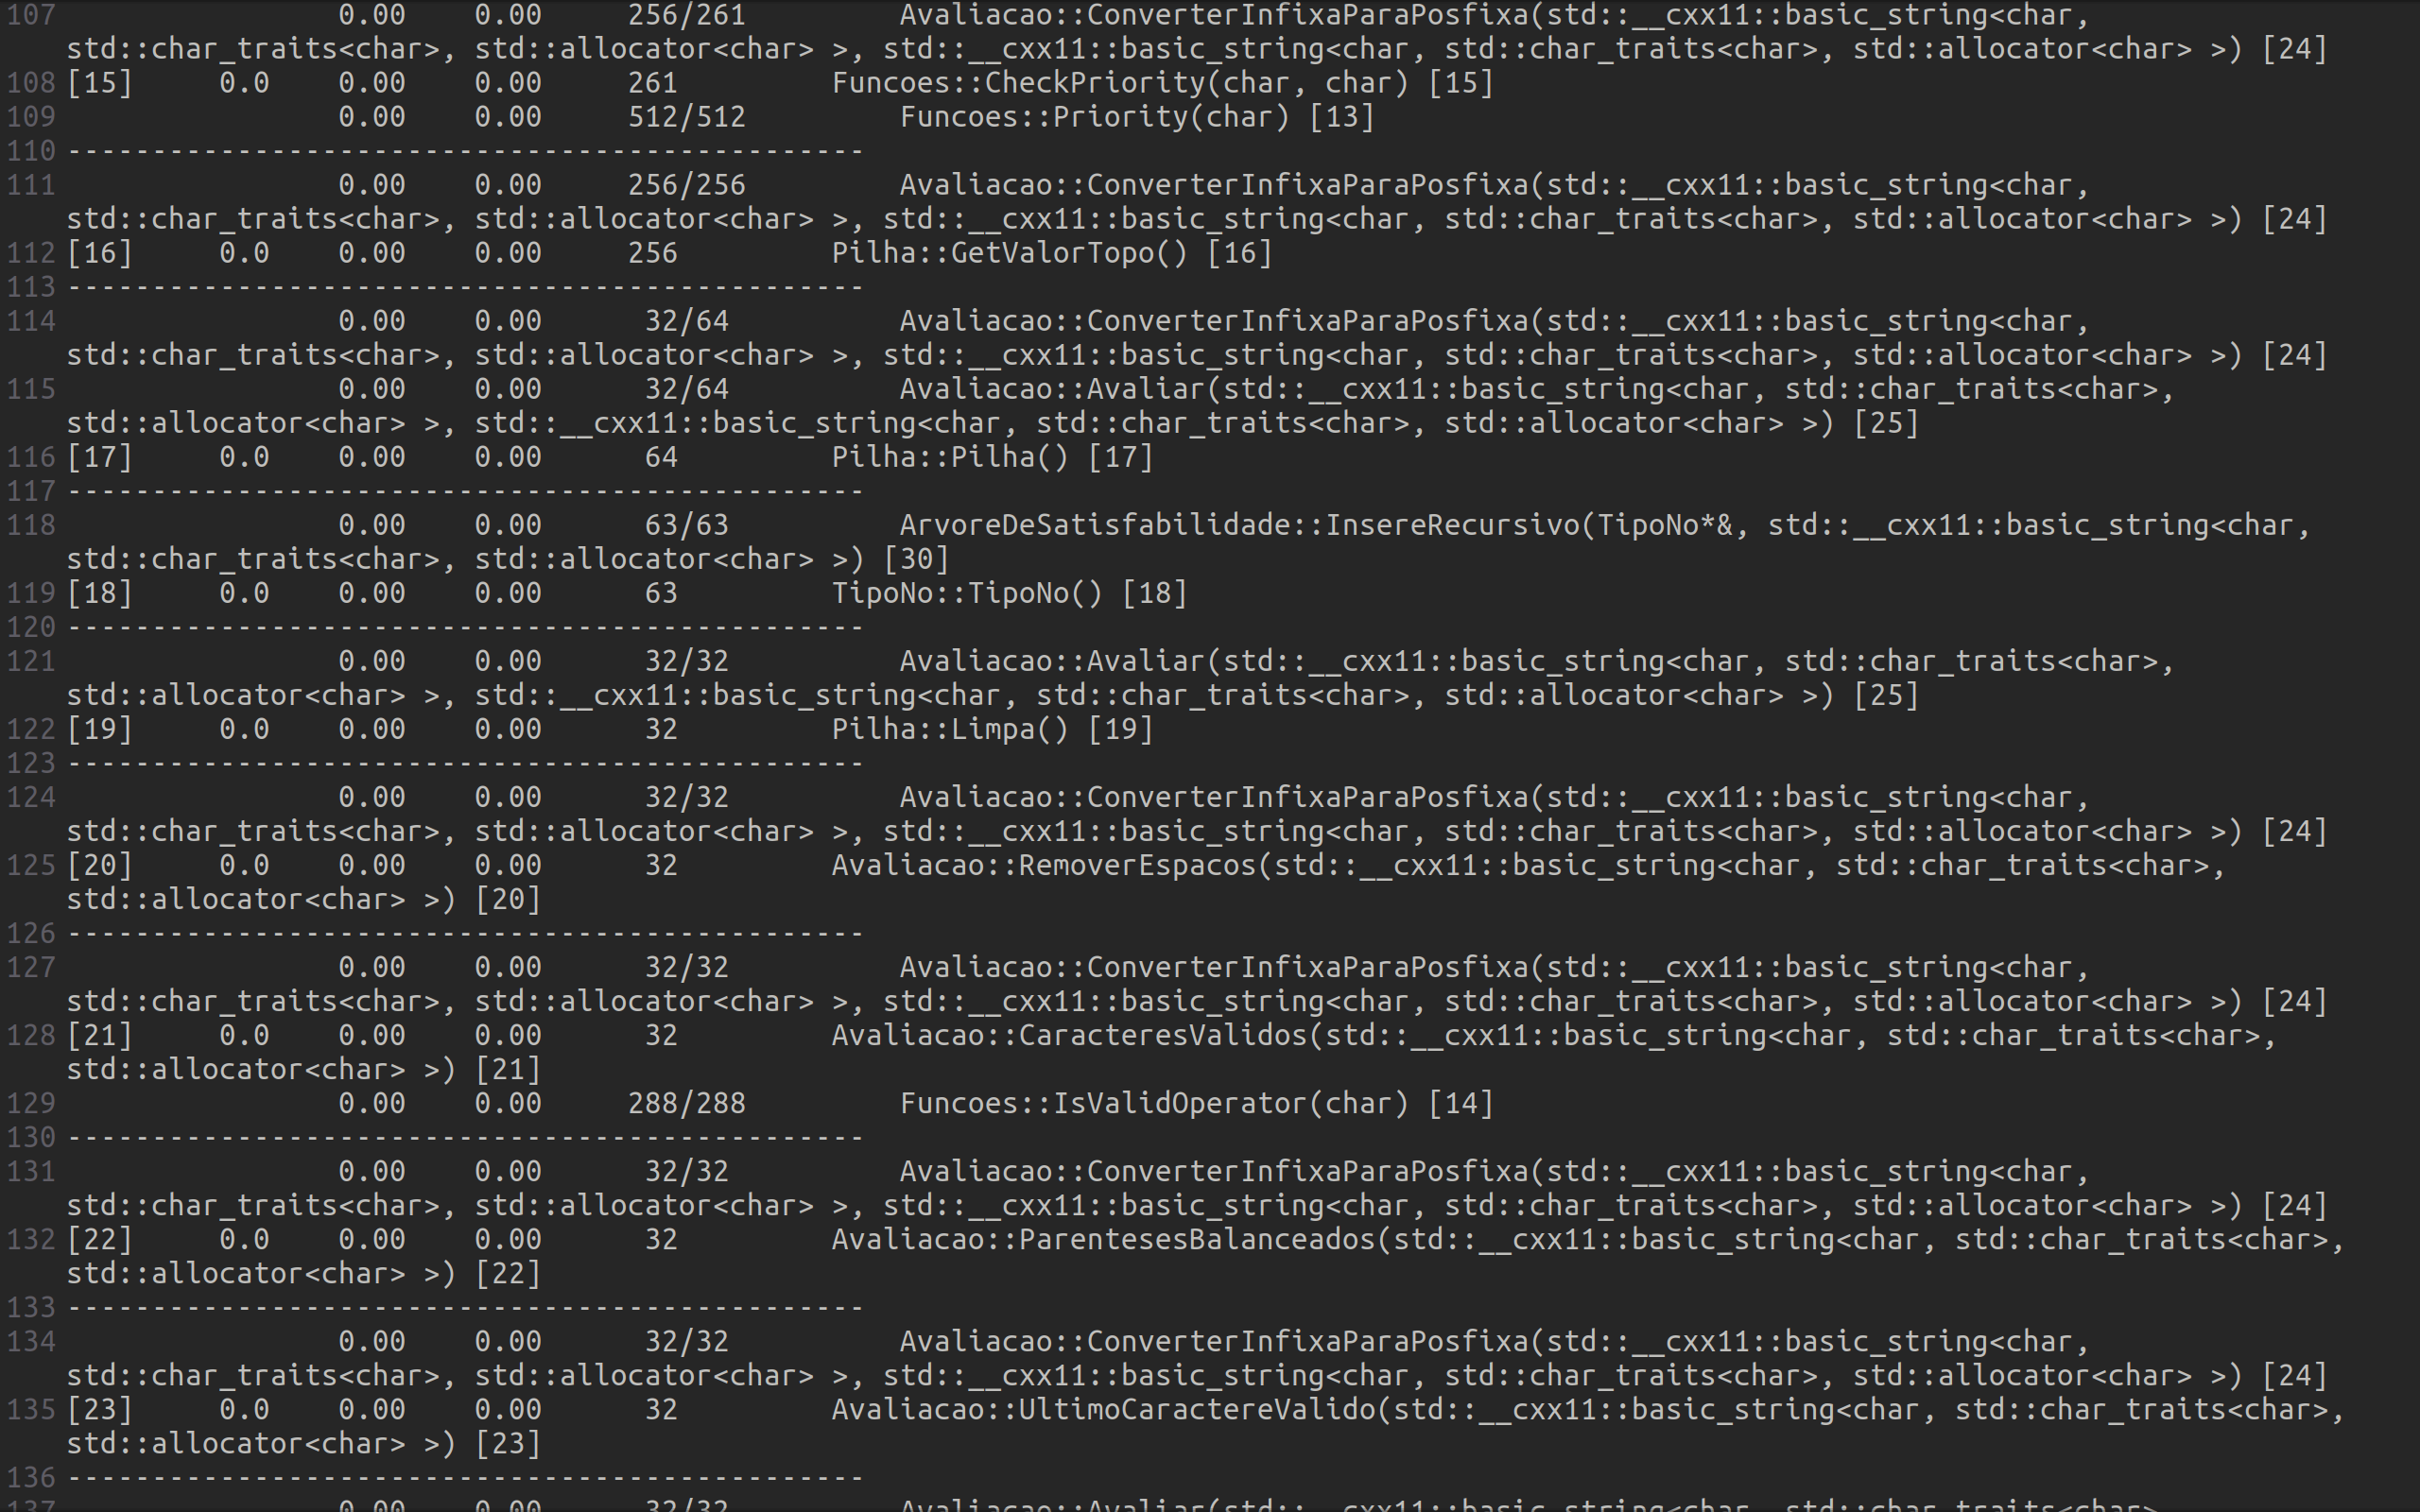 107 0.00 0.00 256/261 Avaliacao::ConverterInfixaParaPosfixa(std::__cxx11::basic_string<char,
std::char_traits<char>, std::allocator<char> >, std::__cxx11::basic_string<char, std::char_traits<char>, std::allocator<char> >) [24]
108 [15] 0.0 0.00 0.00 261 Funcoes::CheckPriority(char, char) [15]
109 0.00 0.00 512/512 Funcoes::Priority(char) [13]
110 -----------------------------------------------
111 0.00 0.00 256/256 Avaliacao::ConverterInfixaParaPosfixa(std::__cxx11::basic_string<char,
std::char_traits<char>, std::allocator<char> >, std::__cxx11::basic_string<char, std::char_traits<char>, std::allocator<char> >) [24]
112 [16] 0.0 0.00 0.00 256 Pilha::GetValorTopo() [16]
113 -----------------------------------------------
114 0.00 0.00 32/64 Avaliacao::ConverterInfixaParaPosfixa(std::__cxx11::basic_string<char,
std::char_traits<char>, std::allocator<char> >, std::__cxx11::basic_string<char, std::char_traits<char>, std::allocator<char> >) [24]
115 0.00 0.00 32/64 Avaliacao::Avaliar(std::__cxx11::basic_string<char, std::char_traits<char>,
std::allocator<char> >, std::__cxx11::basic_string<char, std::char_traits<char>, std::allocator<char> >) [25]
116 [17] 0.0 0.00 0.00 64 Pilha::Pilha() [17]
117 -----------------------------------------------
118 0.00 0.00 63/63 ArvoreDeSatisfabilidade::InsereRecursivo(TipoNo*&, std::__cxx11::basic_string<char,
std::char_traits<char>, std::allocator<char> >) [30]
119 [18] 0.0 0.00 0.00 63 TipoNo::TipoNo() [18]
120 -----------------------------------------------
121 0.00 0.00 32/32 Avaliacao::Avaliar(std::__cxx11::basic_string<char, std::char_traits<char>,
std::allocator<char> >, std::__cxx11::basic_string<char, std::char_traits<char>, std::allocator<char> >) [25]
122 [19] 0.0 0.00 0.00 32 Pilha::Limpa() [19]
123 -----------------------------------------------
124 0.00 0.00 32/32 Avaliacao::ConverterInfixaParaPosfixa(std::__cxx11::basic_string<char,
std::char_traits<char>, std::allocator<char> >, std::__cxx11::basic_string<char, std::char_traits<char>, std::allocator<char> >) [24]
125 [20] 0.0 0.00 0.00 32 Avaliacao::RemoverEspacos(std::__cxx11::basic_string<char, std::char_traits<char>,
std::allocator<char> >) [20]
126 -----------------------------------------------
127 0.00 0.00 32/32 Avaliacao::ConverterInfixaParaPosfixa(std::__cxx11::basic_string<char,
std::char_traits<char>, std::allocator<char> >, std::__cxx11::basic_string<char, std::char_traits<char>, std::allocator<char> >) [24]
128 [21] 0.0 0.00 0.00 32 Avaliacao::CaracteresValidos(std::__cxx11::basic_string<char, std::char_traits<char>,
std::allocator<char> >) [21]
129 0.00 0.00 288/288 Funcoes::IsValidOperator(char) [14]
130 -----------------------------------------------
131 0.00 0.00 32/32 Avaliacao::ConverterInfixaParaPosfixa(std::__cxx11::basic_string<char,
std::char_traits<char>, std::allocator<char> >, std::__cxx11::basic_string<char, std::char_traits<char>, std::allocator<char> >) [24]
132 [22] 0.0 0.00 0.00 32 Avaliacao::ParentesesBalanceados(std::__cxx11::basic_string<char, std::char_traits<char>,
std::allocator<char> >) [22]
133 -----------------------------------------------
134 0.00 0.00 32/32 Avaliacao::ConverterInfixaParaPosfixa(std::__cxx11::basic_string<char,
std::char_traits<char>, std::allocator<char> >, std::__cxx11::basic_string<char, std::char_traits<char>, std::allocator<char> >) [24]
135 [23] 0.0 0.00 0.00 32 Avaliacao::UltimoCaractereValido(std::__cxx11::basic_string<char, std::char_traits<char>,
std::allocator<char> >) [23]
136 -----------------------------------------------
137 0.00 0.00 32/32 Avaliacao::Avaliar(std::__cxx11::basic_string<char, std::char_traits<char>,